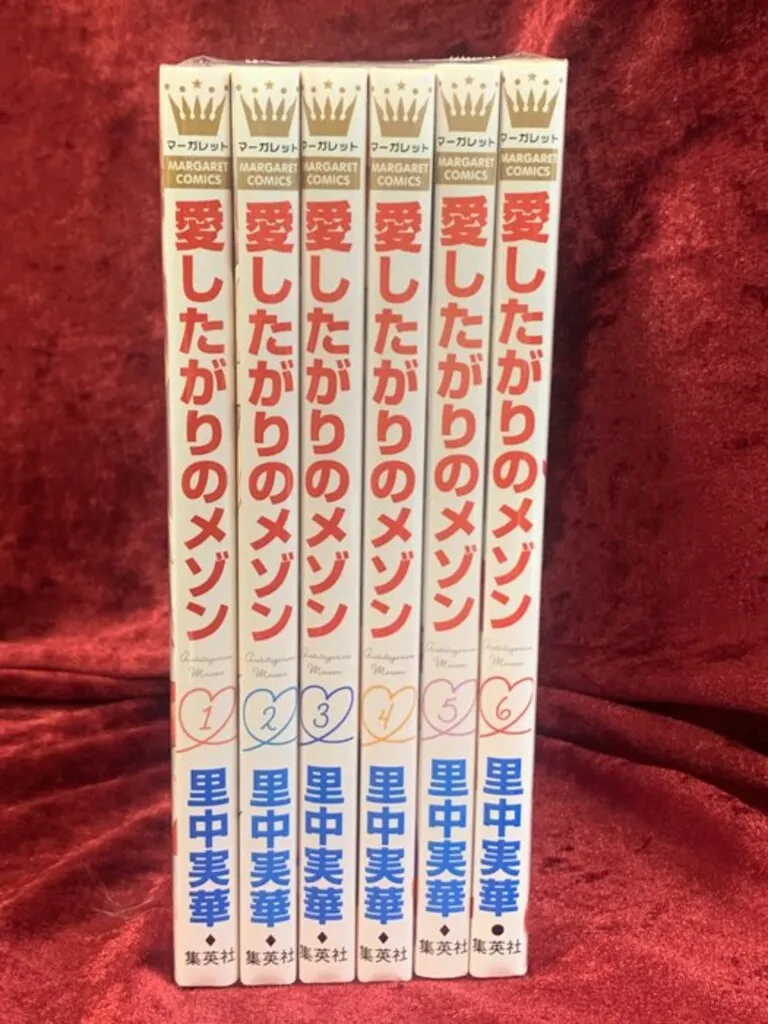 マーガレット
MARGARET
COMICS
愛したがりのメゾン
1
里中実華
集英社
マーガレット
MARGARET
COMICS
愛したがりのメゾン
2
里中実華
集英社
マーガレット
MARGARET
COMICS
愛したがりのメゾン
3
里中実華
集英社
マーガレット
MARGARET
COMICS
愛したがりのメゾン
4
里中実華
集英社
マーガレット
MARGARET
COMICS
愛したがりのメゾン
5
里中実華
集英社
マーガレット
MARGARET
COMICS
愛したがりのメゾン
6
里中実華
集英社